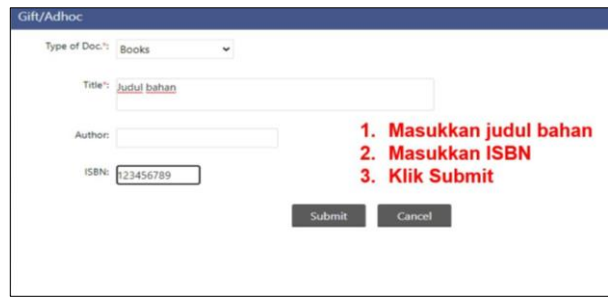 Gift/Adhoc
Type of Doc.*: Books
Title*: Judul bahan
Author:
ISBN: 123456789
1. Masukkan judul bahan
2. Masukkan ISBN
3. Klik Submit
Submit Cancel